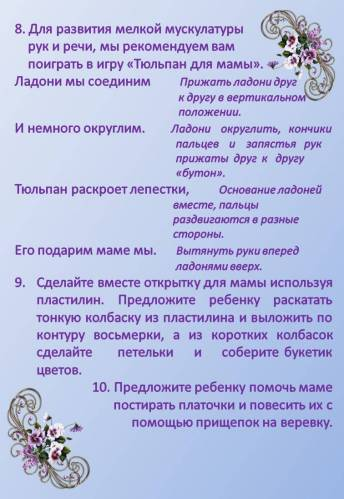 8. Для развития мелкой мускулатуры
рук и речи, мы рекомендуем вам
поиграть в игру «Тюльпан для мамы».
Ладони мы соединим Прижать ладони друг
к другу в вертикальном
положении.
И немного округлим. Ладони округлить, кончики
пальцев и запястья рук
прижаты друг к другу
«бутон».
Тюльпан раскроет лепестки, Основание ладоней
вместе, пальцы
раздвигаются в разные
стороны.
Его подарим маме мы. Вытянуть руки вперед
ладонями вверх.
9. Сделайте вместе открытку для мамы используя
пластилин. Предложите ребенку раскатать
тонкую колбаску из пластилина и выложить по
контуру восьмерки, а из коротких колбасок
сделайте петельки и соберите букетик
цветов.
10. Предложите ребенку помочь маме
постирать платочки и повесить их с
помощью прищепок на веревку.